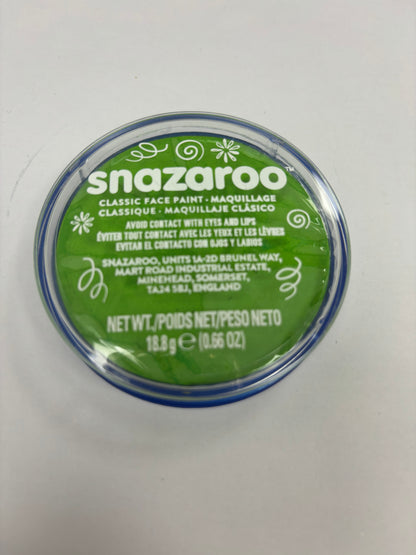 snazaroo™
CLASSIC FACE PAINT · MAQUILLAGE
CLASSIQUE · MAQUILLAJE CLÁSICO
AVOID CONTACT WITH EYES AND LIPS
ÉVITER TOUT CONTACT AVEC LES YEUX ET LES LÈVRES
EVITAR EL CONTACTO CON OJOS Y LABIOS
SNAZAROO, UNITS 1A-2D BRUNEL WAY,
MART ROAD INDUSTRIAL ESTATE,
MINEHEAD, SOMERSET,
TA24 5BJ, ENGLAND
NET WT./POIDS NET/PESO NETO
18.8 g ℮ (0.66 OZ)